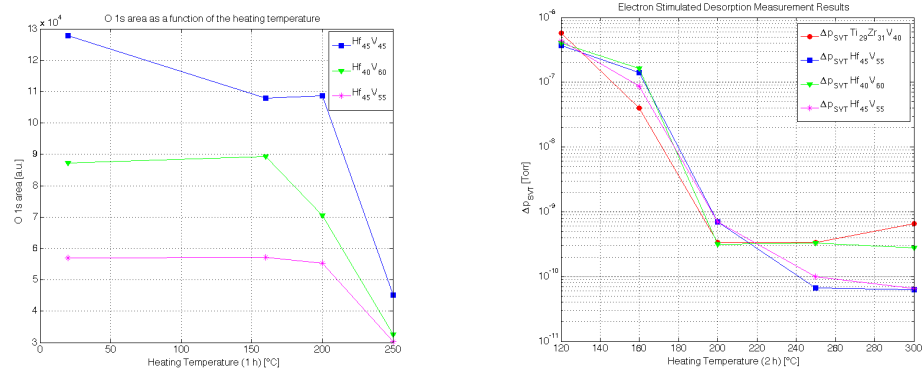 O 1s area as a function of the heating temperature
x 10⁴
13
12
11
10
9
8
7
6
5
4
3
0 50 100 150 200 250
O 1s area [a.u.]
Heating Temperature (1 h) [°C]
Hf₄₅V₄₅
Hf₄₀V₆₀
Hf₄₅V₅₅
Electron Stimulated Desorption Measurement Results
10⁻⁶
10⁻⁷
10⁻⁸
10⁻⁹
10⁻¹⁰
10⁻¹¹
120 140 160 180 200 220 240 260 280 300
Δp_SVT [Torr]
Heating Temperature (2 h) [°C]
Δp_SVT Ti₂₉Zr₃₁V₄₀
Δp_SVT Hf₄₅V₅₅
Δp_SVT Hf₄₀V₆₀
Δp_SVT Hf₄₅V₅₅